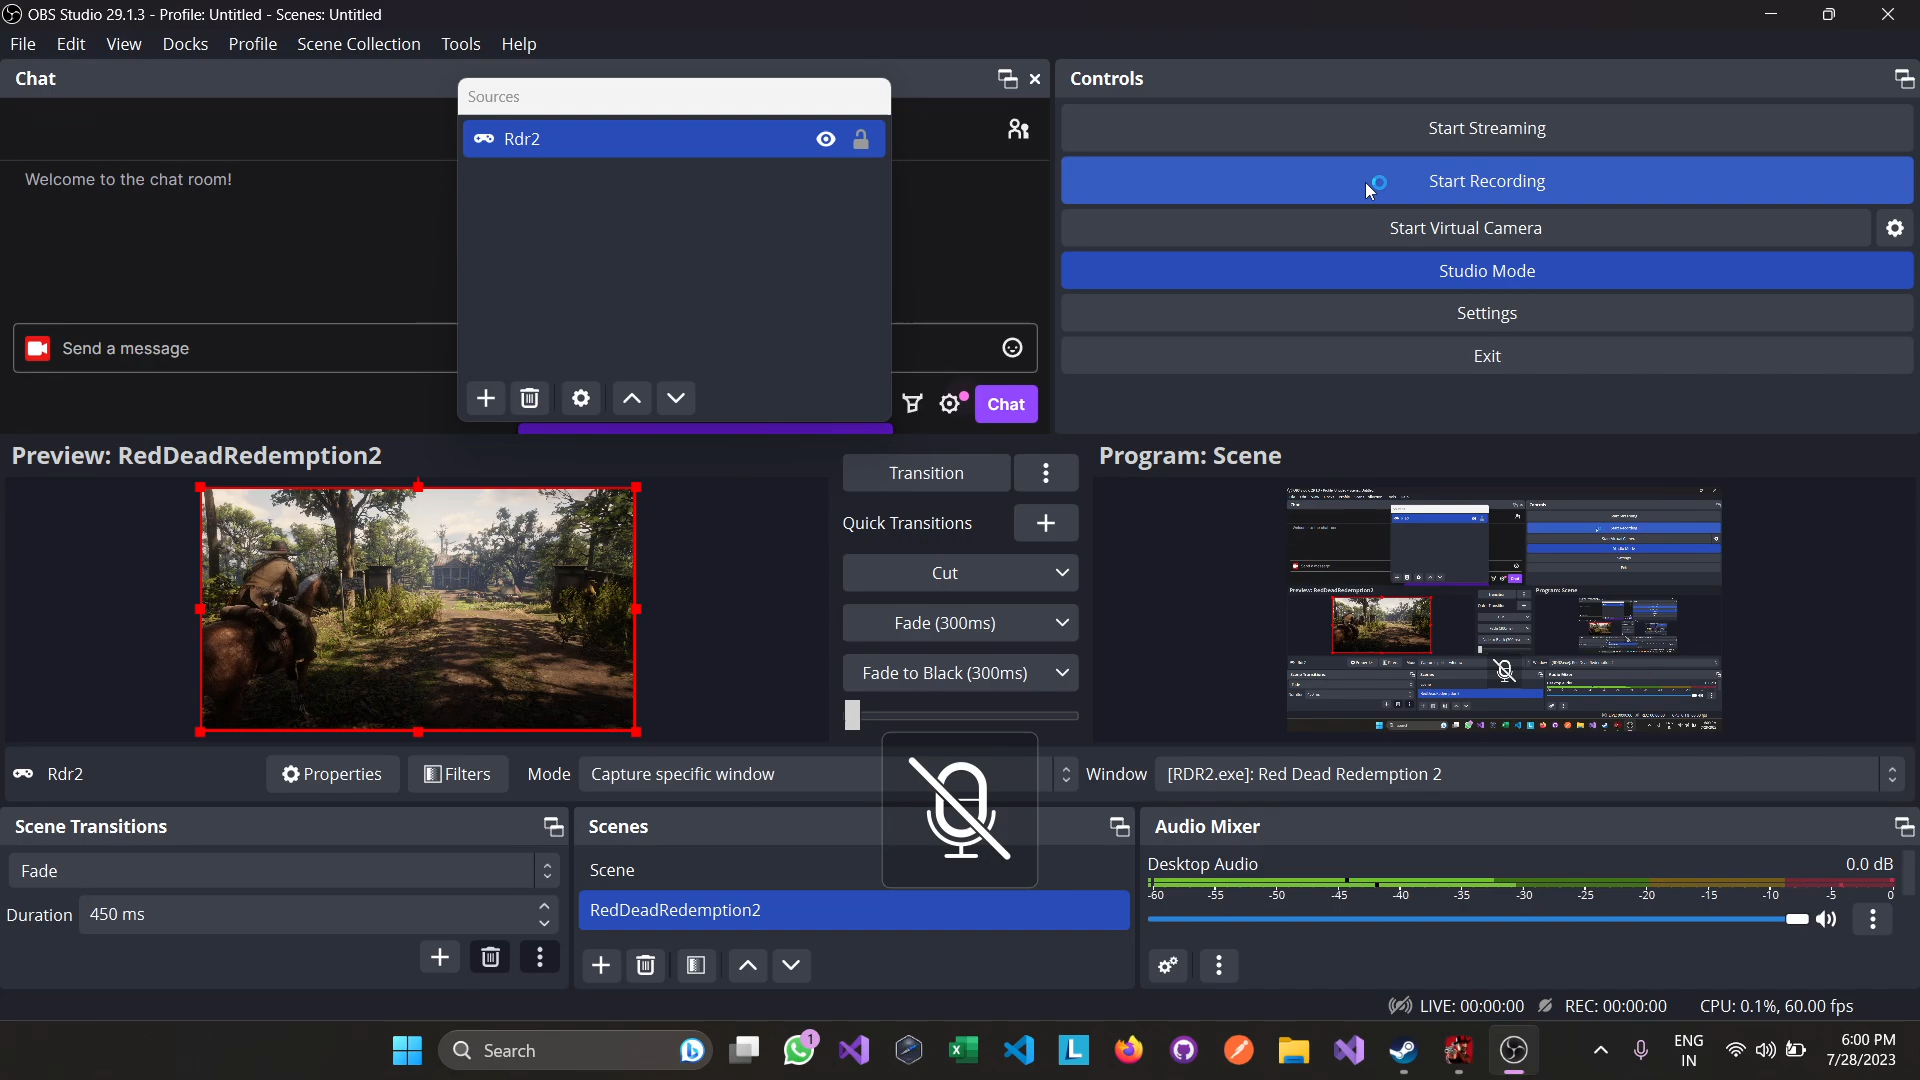 OBS Studio 29.1.3 - Profile: Untitled - Scenes: Untitled
File Edit View Docks Profile Scene Collection Tools Help
Chat
Welcome to the chat room!
Send a message
Chat
Sources
Rdr2
Controls
Start Streaming
Start Recording
Start Virtual Camera
Studio Mode
Settings
Exit
Preview: RedDeadRedemption2
Transition
Quick Transitions
Cut
Fade (300ms)
Fade to Black (300ms)
Program: Scene
Rdr2 Properties Filters Mode Capture specific window Window [RDR2.exe]: Red Dead Redemption 2
Scene Transitions
Fade
Duration 450 ms
Scenes
Scene
RedDeadRedemption2
Audio Mixer
Desktop Audio 0.0 dB
-60 -55 -50 -45 -40 -35 -30 -25 -20 -15 -10 -5 0
LIVE: 00:00:00 REC: 00:00:00 CPU: 0.1%, 60.00 fps
Search
1
L
ENG
IN
6:00 PM
7/28/2023